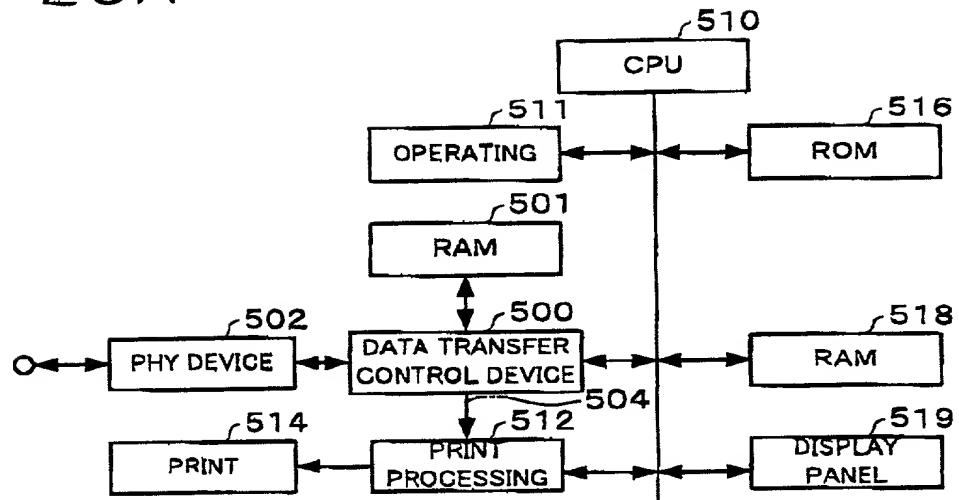 510
CPU
511
516
OPERATING
ROM
501
RAM
502
500
518
PHY DEVICE
DATA TRANSFER
CONTROL DEVICE
RAM
504
514
512
519
PRINT
PRINT
PROCESSING
DISPLAY
PANEL